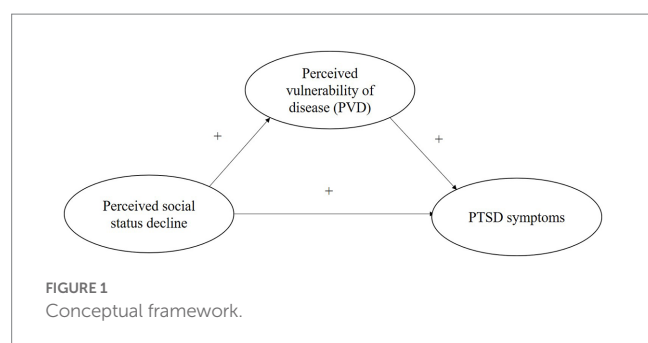 Perceived
vulnerability of
disease (PVD)
+
+
+
Perceived social
status decline
PTSD symptoms
FIGURE 1
Conceptual framework.